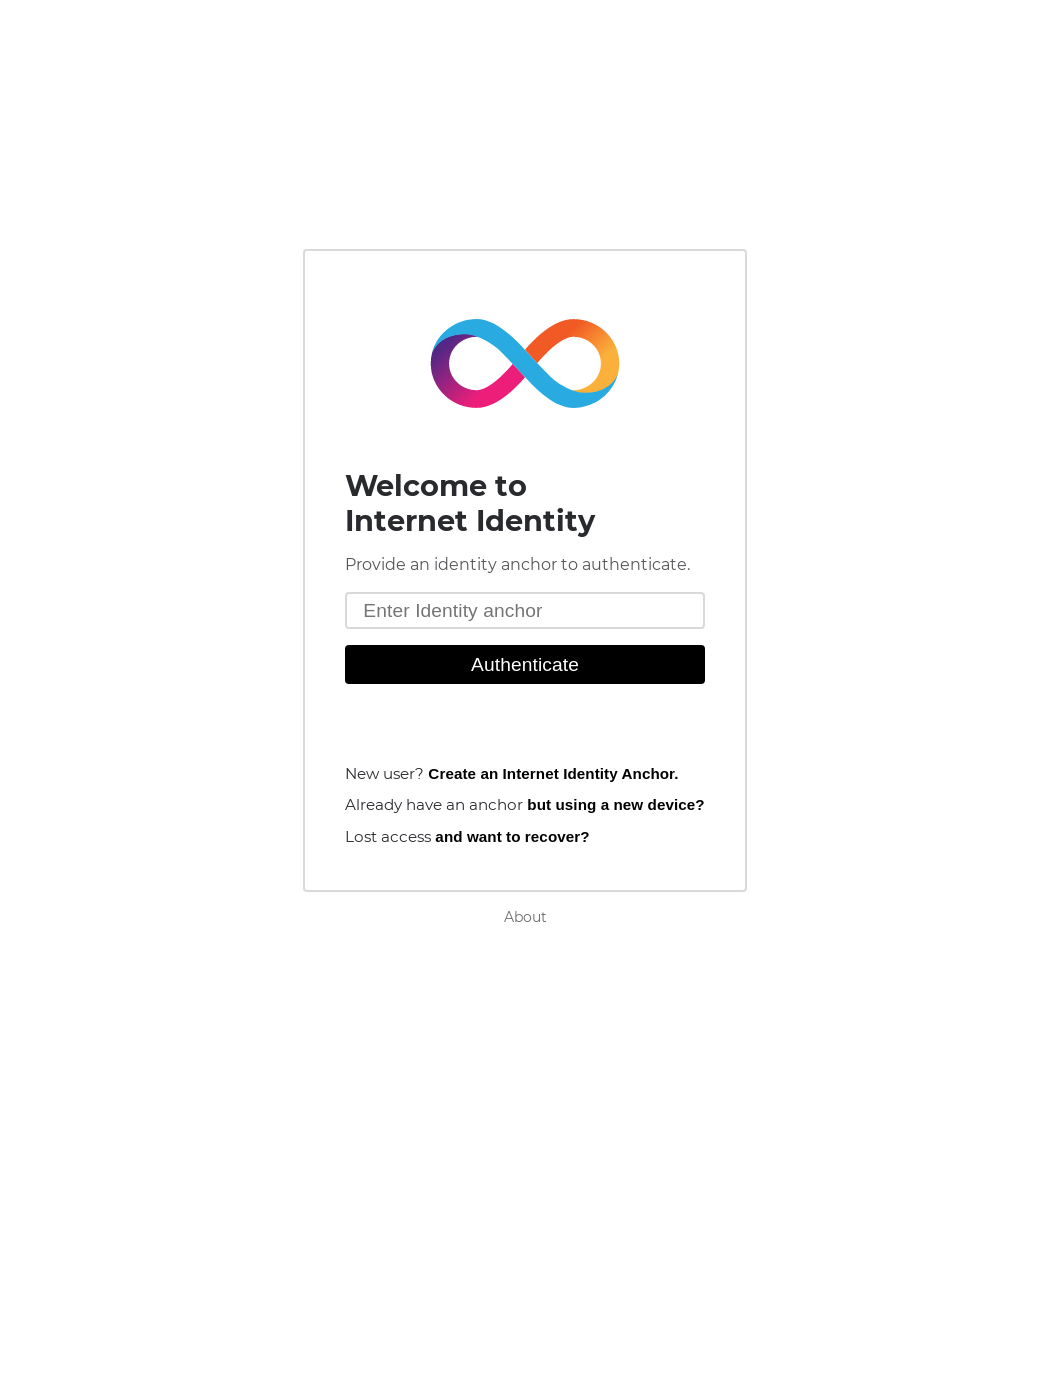 Welcome to
Internet Identity
Provide an identity anchor to authenticate.
Enter Identity anchor
Authenticate
New user? Create an Internet Identity Anchor.
Already have an anchor but using a new device?
Lost access and want to recover?
About